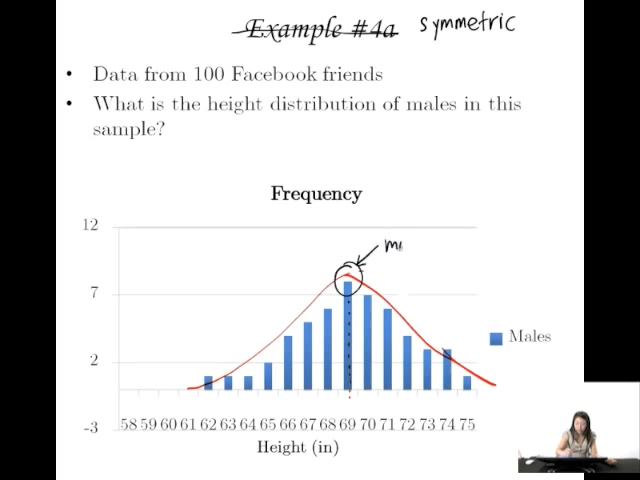 Example #4a symmetric
• Data from 100 Facebook friends
• What is the height distribution of males in this
sample?
Frequency
12
7
2
-3
m
58 59 60 61 62 63 64 65 66 67 68 69 70 71 72 73 74 75
Height (in)
Males